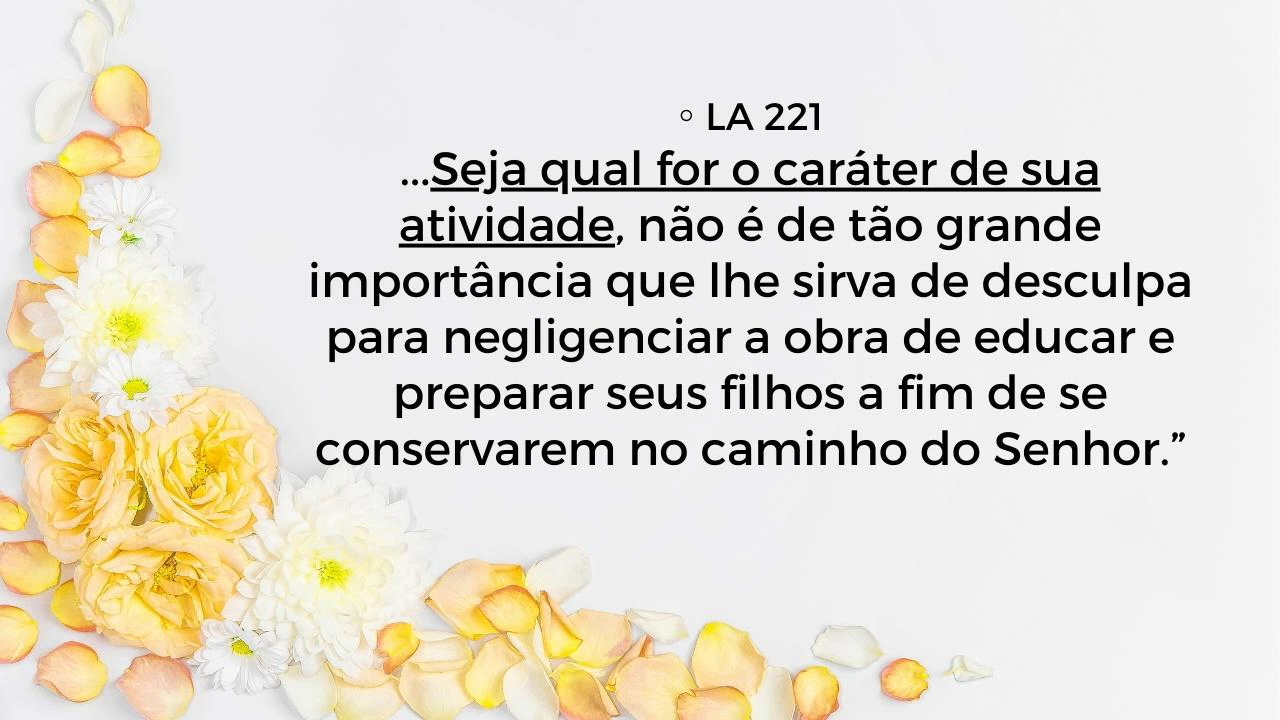 ◦ LA 221
...Seja qual for o caráter de sua
atividade, não é de tão grande
importância que lhe sirva de desculpa
para negligenciar a obra de educar e
preparar seus filhos a fim de se
conservarem no caminho do Senhor.”